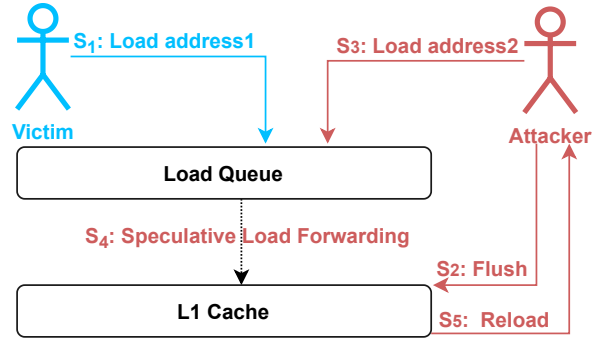 S1: Load address1
S3: Load address2
Victim
Attacker
Load Queue
S4: Speculative Load Forwarding
S2: Flush
L1 Cache
S5: Reload